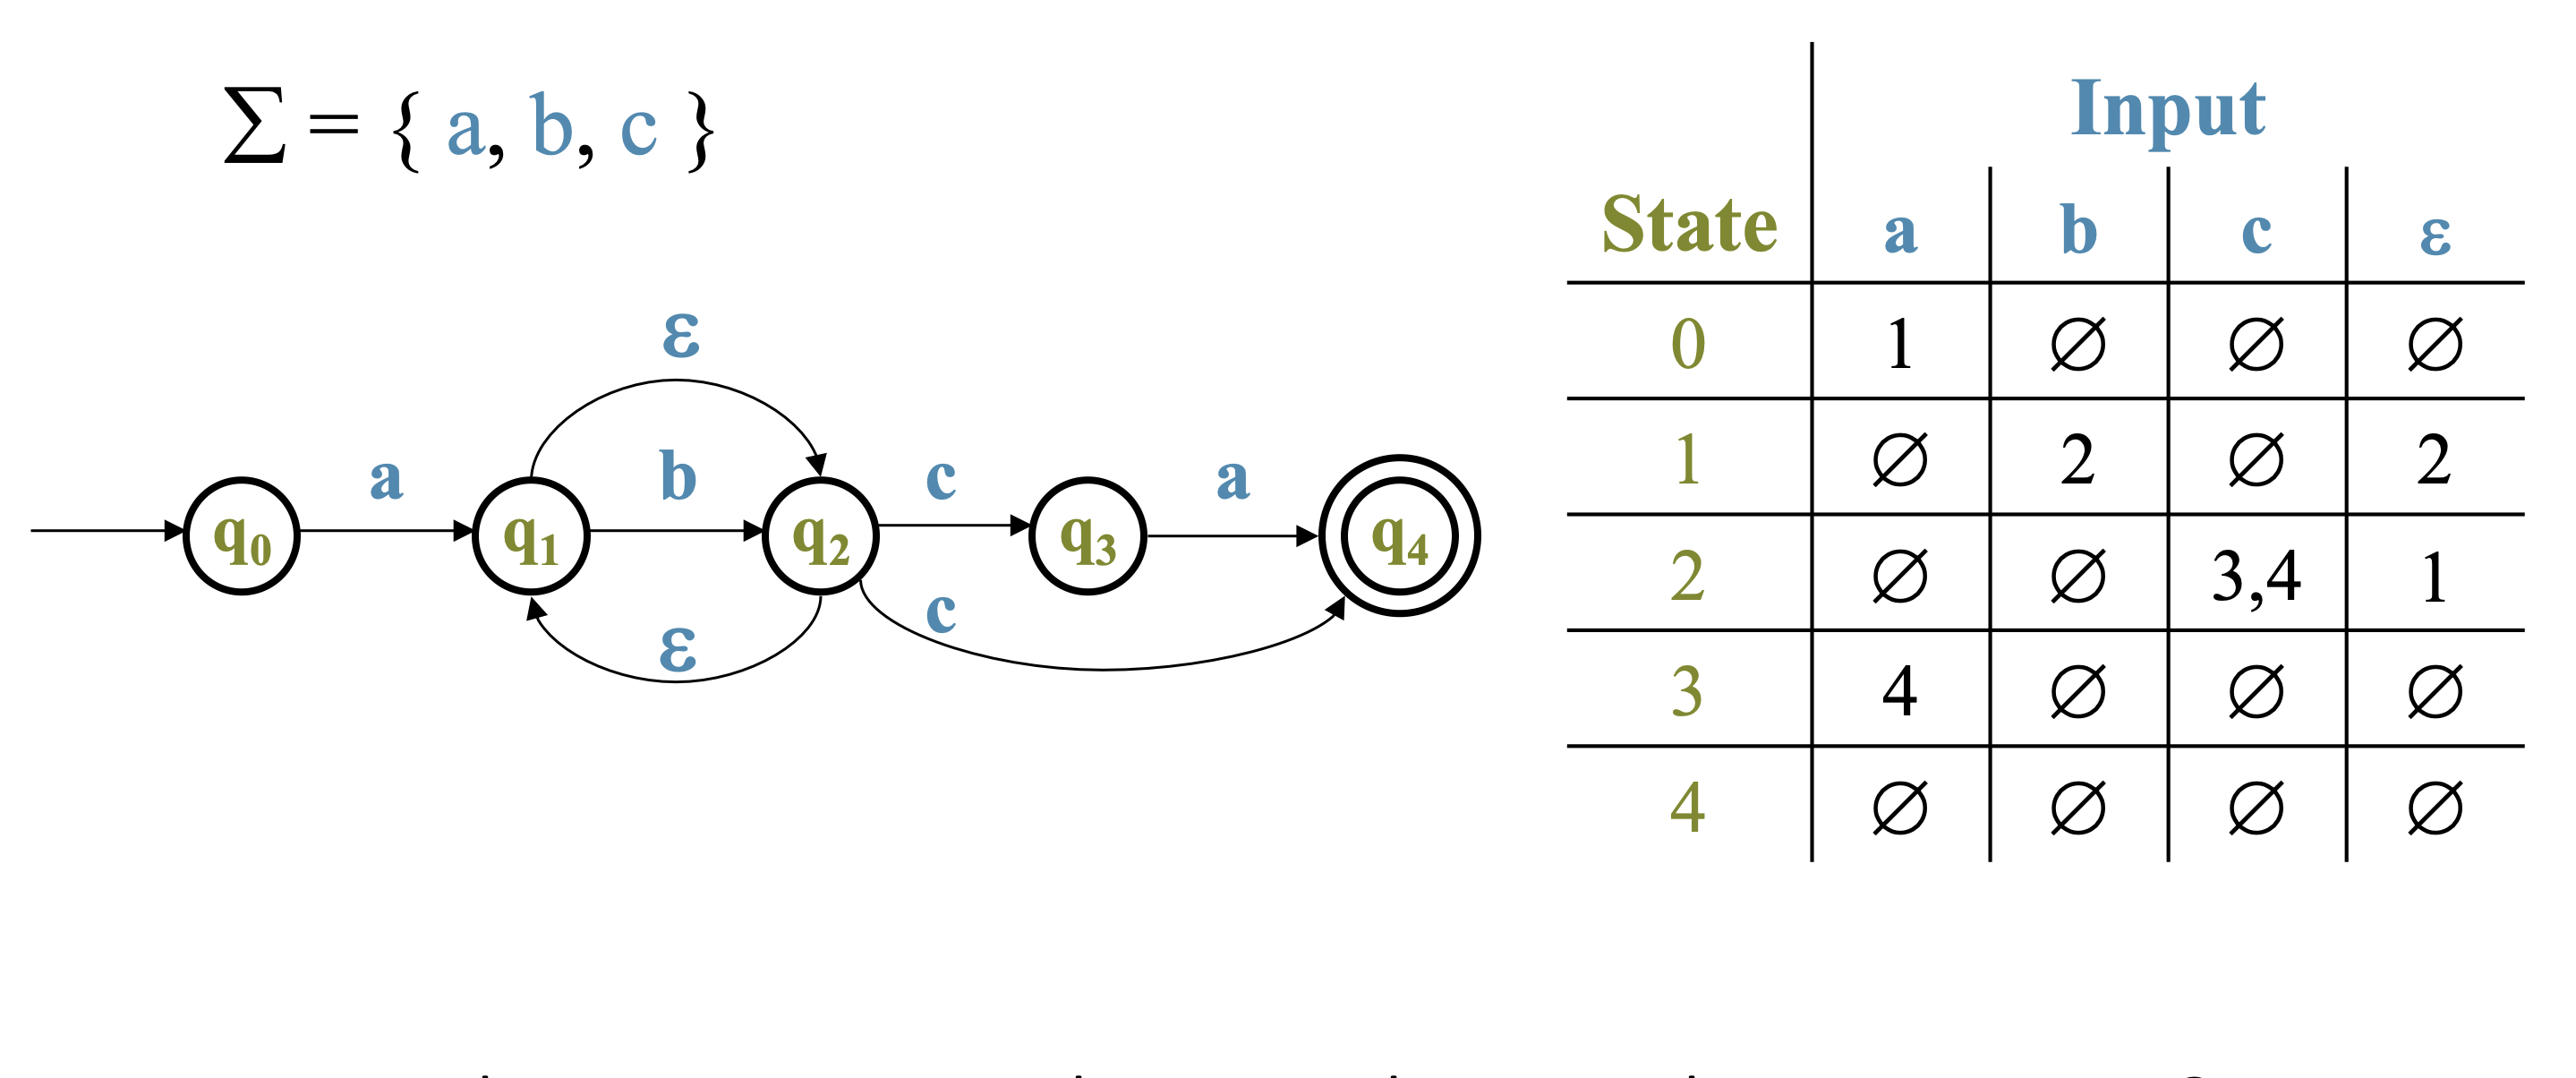 ∑ = { a, b, c }
ε
a b c a
q0 q1 q2 q3 q4
c
ε
Input
State a b c ε
0 1 ∅ ∅ ∅
1 ∅ 2 ∅ 2
2 ∅ ∅ 3,4 1
3 4 ∅ ∅ ∅
4 ∅ ∅ ∅ ∅